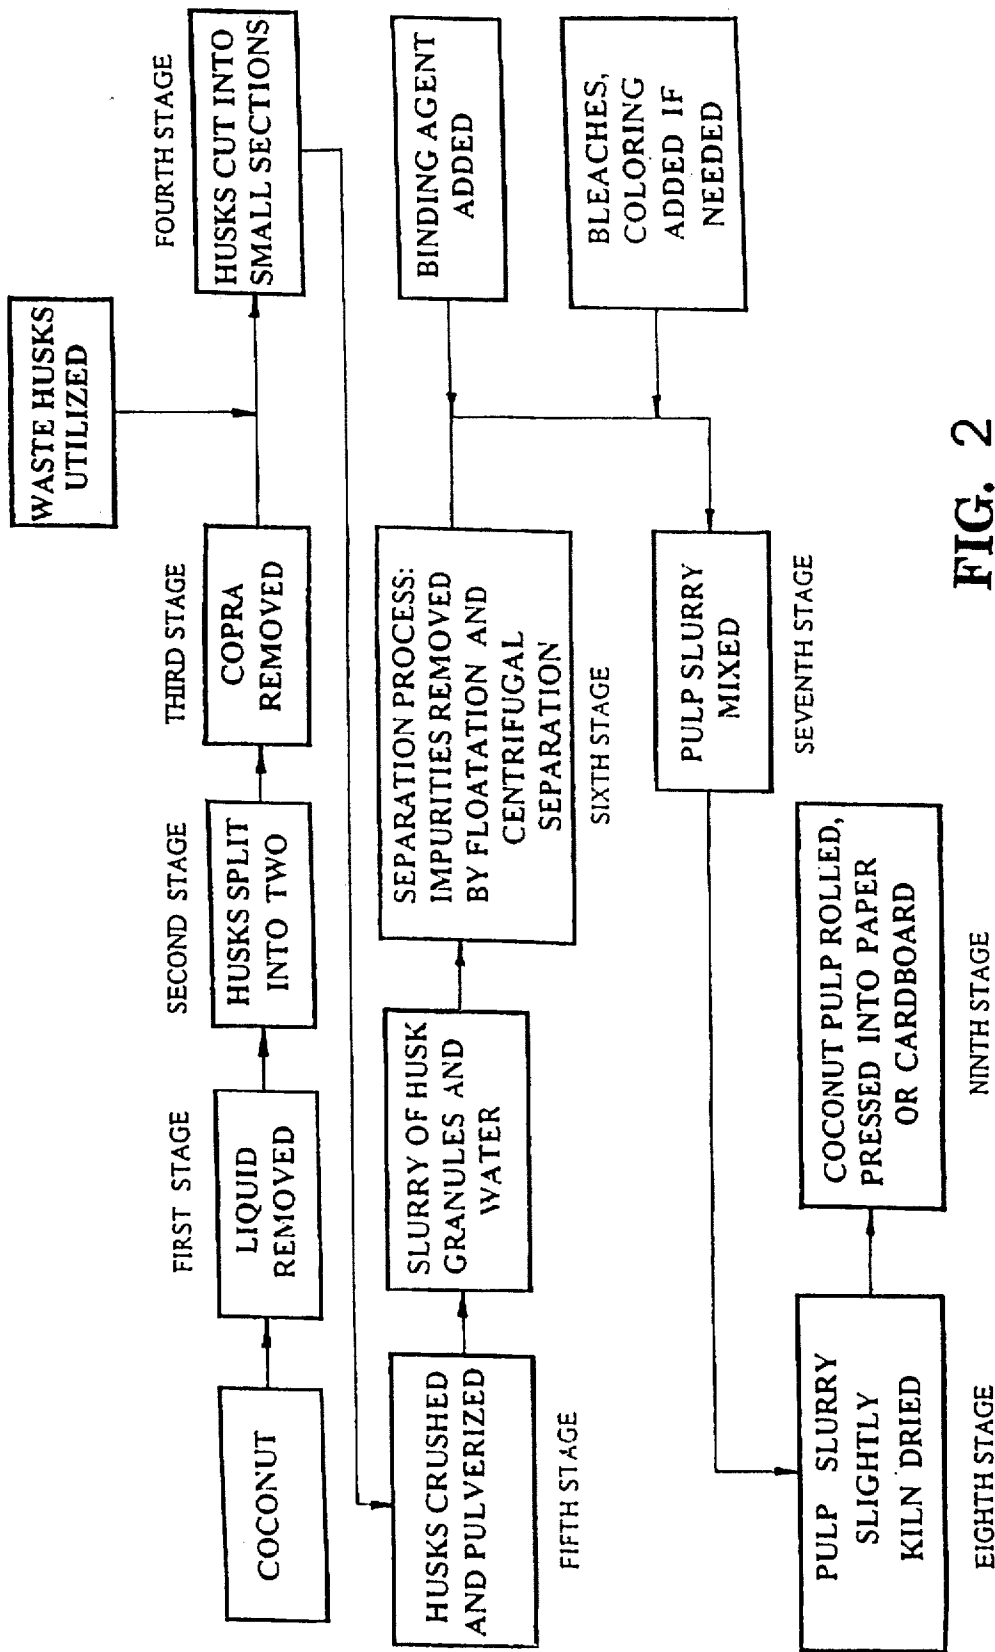 WASTE HUSKS
UTILIZED
FIRST STAGE
SECOND STAGE
THIRD STAGE
FOURTH STAGE
COCONUT
LIQUID
REMOVED
HUSKS SPLIT
INTO TWO
COPRA
REMOVED
HUSKS CUT INTO
SMALL SECTIONS
HUSKS CRUSHED
AND PULVERIZED
FIFTH STAGE
SLURRY OF HUSK
GRANULES AND
WATER
SEPARATION PROCESS:
IMPURITIES REMOVED
BY FLOATATION AND
CENTRIFUGAL
SEPARATION
SIXTH STAGE
BINDING AGENT
ADDED
BLEACHES,
COLORING
ADDED IF
NEEDED
PULP SLURRY
MIXED
SEVENTH STAGE
PULP SLURRY
SLIGHTLY
KILN DRIED
EIGHTH STAGE
COCONUT PULP ROLLED,
PRESSED INTO PAPER
OR CARDBOARD
NINTH STAGE
FIG. 2